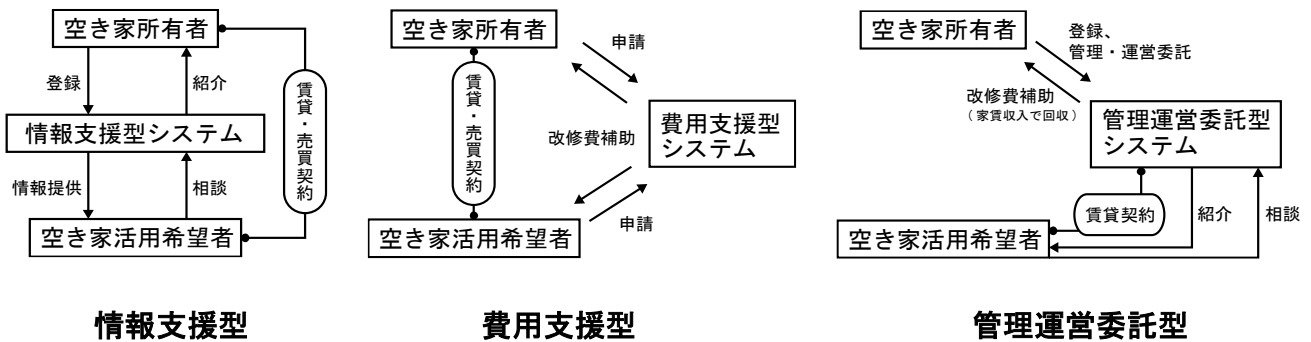 空き家所有者
登録
紹介
賃貸・売買契約
情報支援型システム
情報提供
相談
空き家活用希望者
情報支援型
空き家所有者
申請
賃貸・売買契約
改修費補助
費用支援型
システム
申請
空き家活用希望者
費用支援型
空き家所有者
登録、
管理・運営委託
改修費補助
（家賃収入で回収）
管理運営委託型
システム
賃貸契約
紹介
相談
空き家活用希望者
管理運営委託型